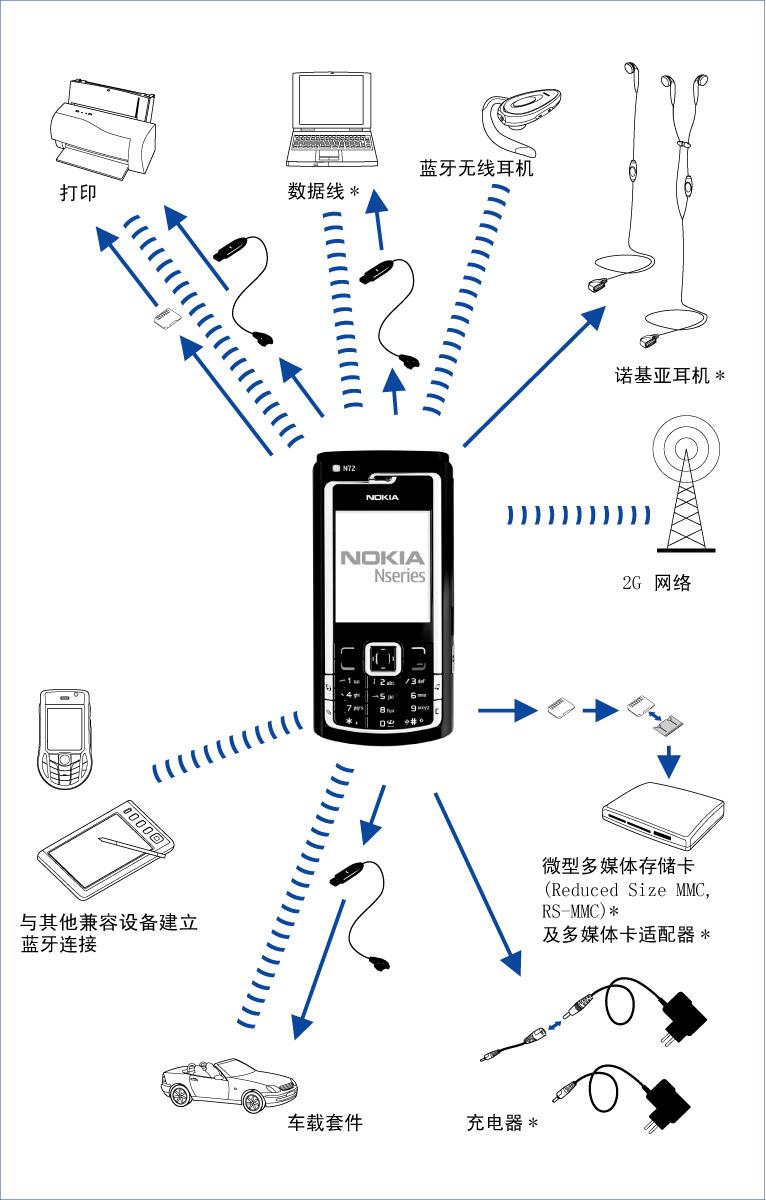 打印
数据线*
蓝牙无线耳机
诺基亚耳机*
N72
NOKIA
NOKIA
Nseries
2G 网络
微型多媒体存储卡
(Reduced Size MMC,
RS-MMC)*
及多媒体卡适配器*
与其他兼容设备建立
蓝牙连接
车载套件
充电器*